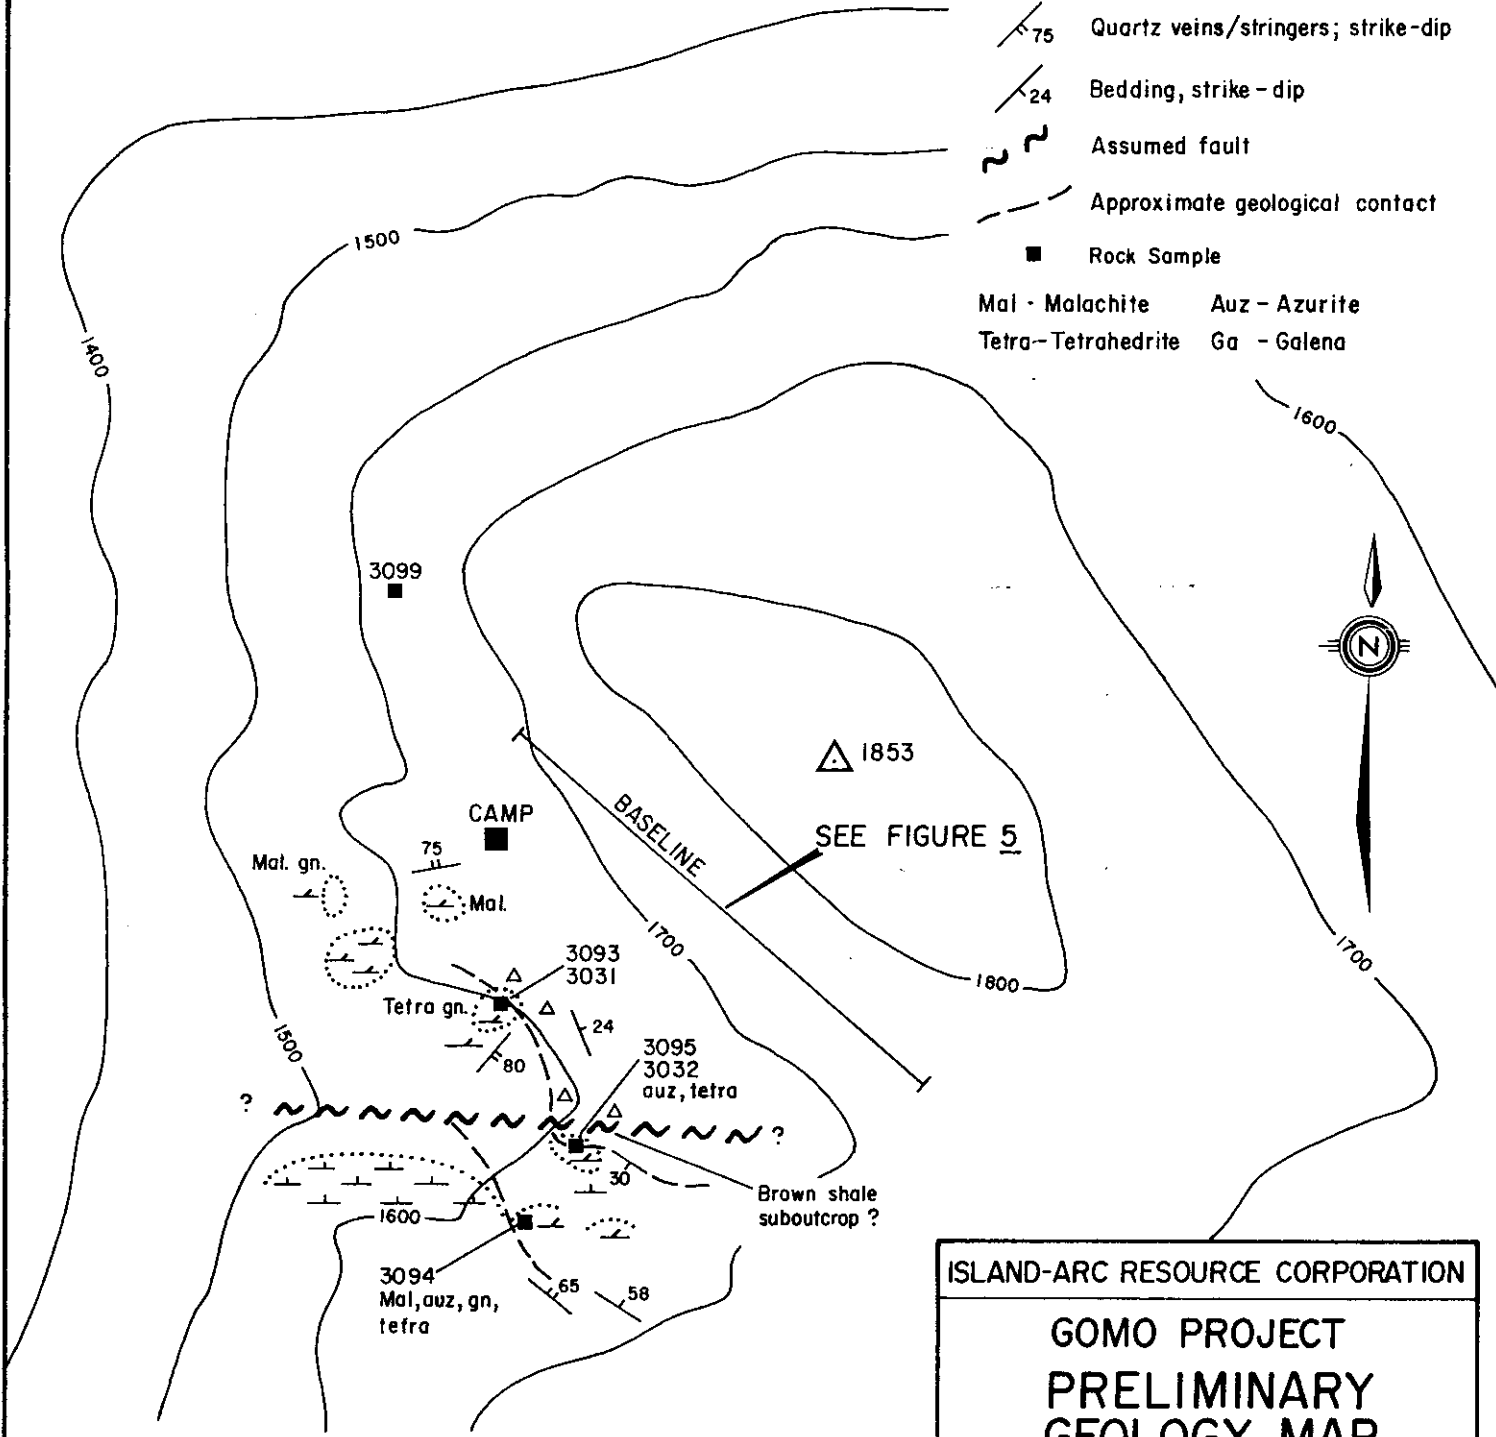 75 Quartz veins/stringers; strike-dip
24 Bedding, strike-dip
Assumed fault
Approximate geological contact
Rock Sample
Mal - Malachite Auz - Azurite
Tetra - Tetrahedrite Ga - Galena
1500
1400
1600
3099
N
1853
CAMP
BASELINE
SEE FIGURE 5
75
Mal. gn.
Mal.
1700
1700
3093
3031
1800
Tetra gn.
24
1500
80
3095
3032
auz, tetra
?
?
30
Brown shale
suboutcrop ?
1600
3094
Mal, auz, gn,
tetra
65
58
ISLAND-ARC RESOURCE CORPORATION
GOMO PROJECT
PRELIMINARY
GEOLOGY MAP